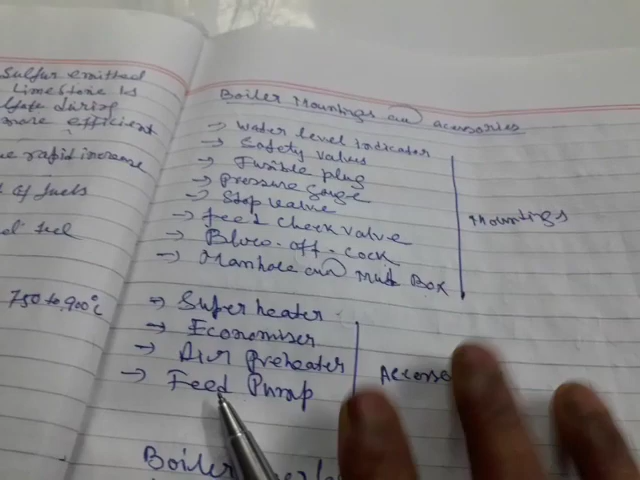 Sulfur emitted
Limestone is
during
more efficient
rapid increase
of fuels
fuel
750 to 900°c
Boiler Mountings and accessories
→ Water level indicator
→ Safety valves
→ Fusible plug
→ Pressure gauge
→ Stop valve
→ Feed check valve
→ Blow-off-cock
→ Manhole and Mud Box
Mountings
→ Super heater
→ Economiser
→ Air preheater
→ Feed Pump
Boiler